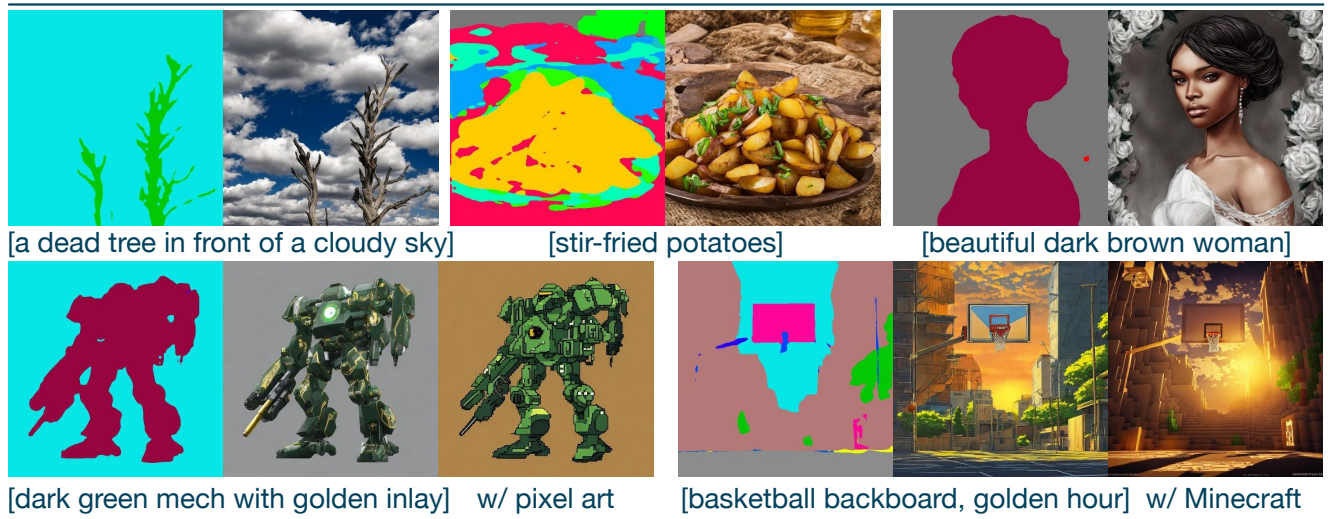 [a dead tree in front of a cloudy sky] [stir-fried potatoes] [beautiful dark brown woman]
[dark green mech with golden inlay] w/ pixel art [basketball backboard, golden hour] w/ Minecraft